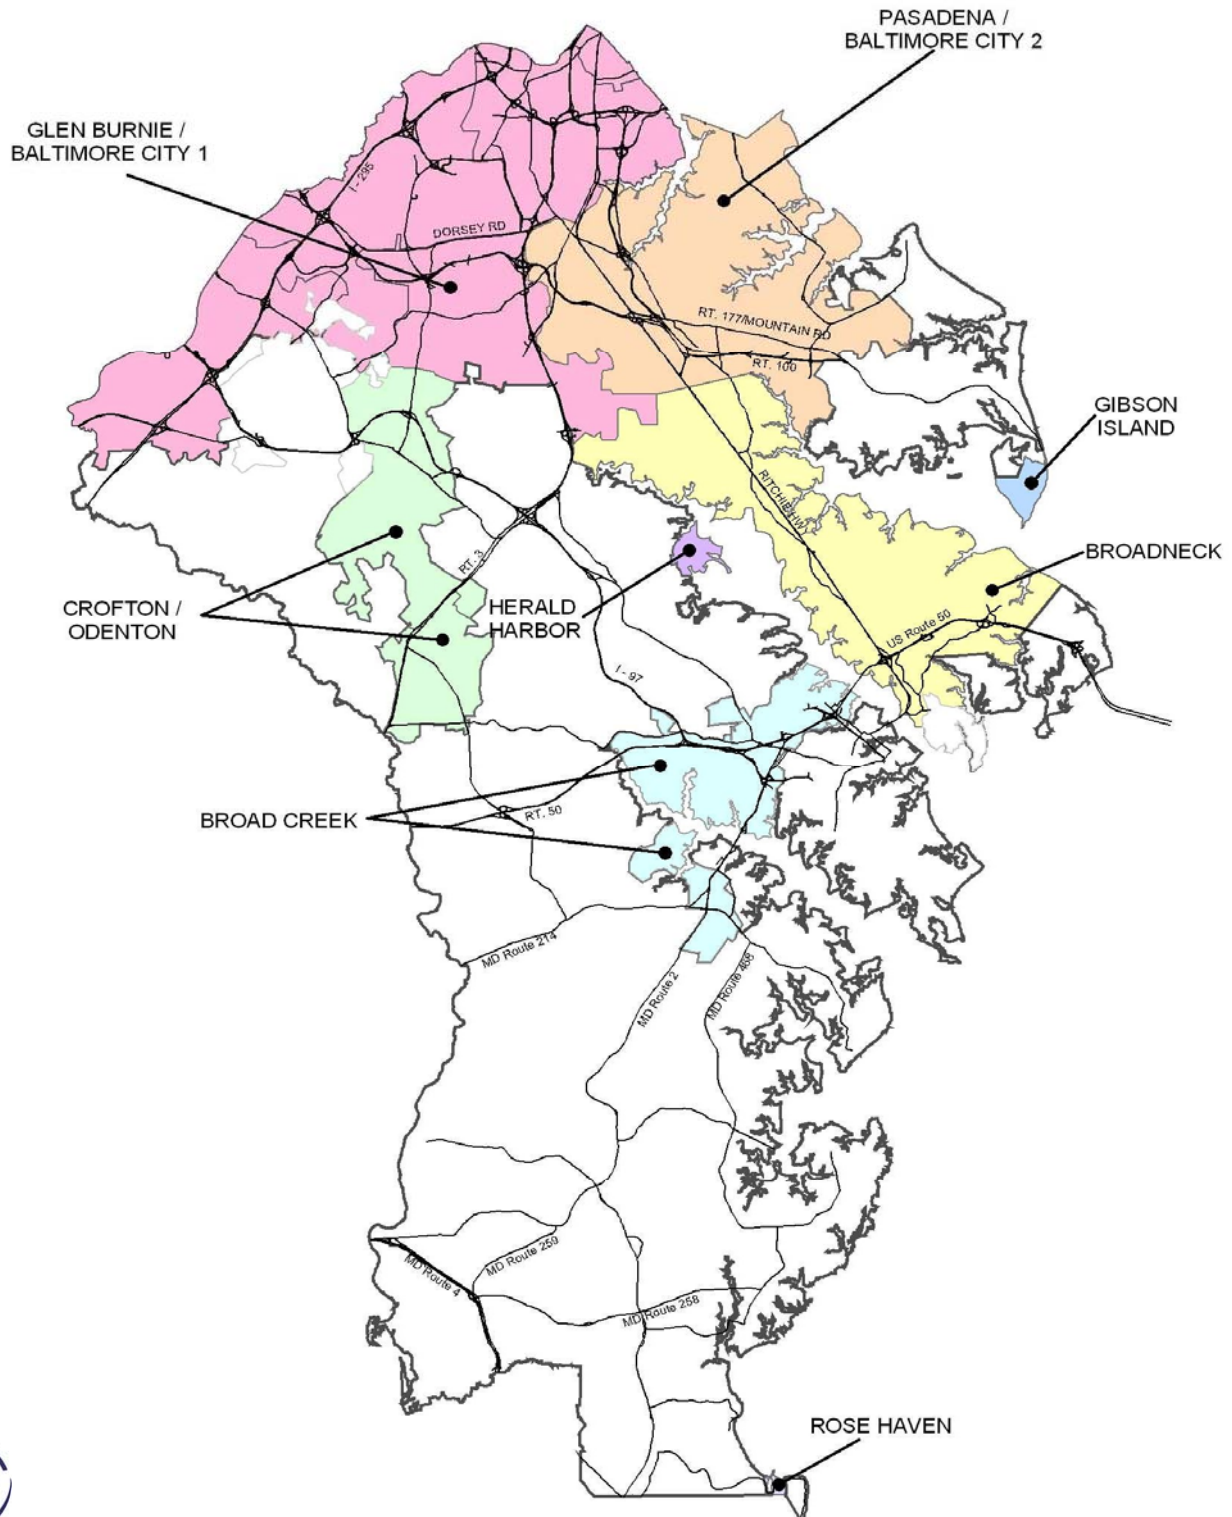 PASADENA /
BALTIMORE CITY 2
GLEN BURNIE /
BALTIMORE CITY 1
I - 295
DORSEY RD
RT. 177/MOUNTAIN RD
RT. 100
GIBSON
ISLAND
RITCHIE HWY
BROADNECK
RT. 3
CROFTON /
ODENTON
HERALD
HARBOR
US Route 50
I - 97
BROAD CREEK
RT. 50
MD Route 214
MD Route 2
MD Route 468
MD Route 259
MD Route 4
MD Route 258
ROSE HAVEN